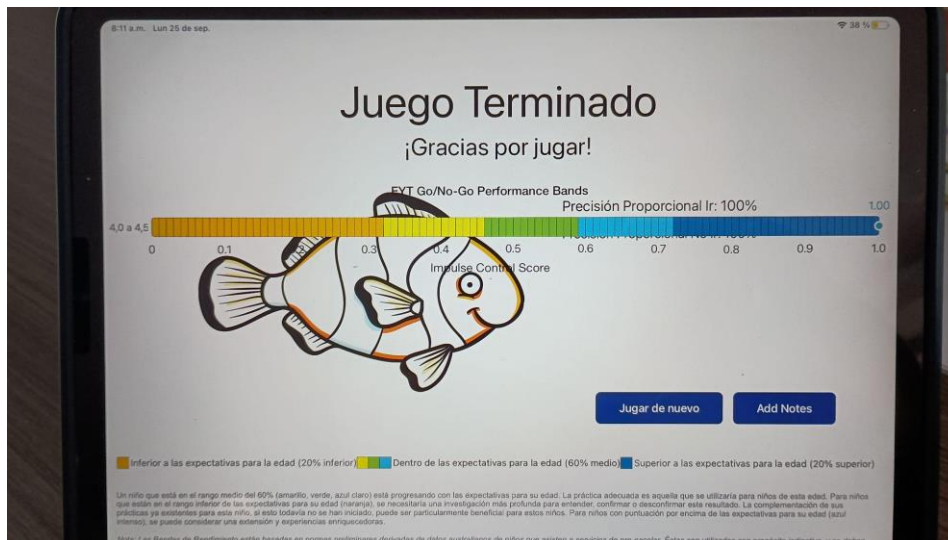 8:11 a.m. Lun 25 de sep.
38 %
Juego Terminado
¡Gracias por jugar!
EYT Go/No-Go Performance Bands
Precisión Proporcional Ir: 100%
1.00
4,0 a 4,5
Precisión Proporcional No Ir: 100%
0 0.1 0.3 0.4 0.5 0.6 0.7 0.8 0.9 1.0
Impulse Control Score
Jugar de nuevo Add Notes
Inferior a las expectativas para la edad (20% inferior) Dentro de las expectativas para la edad (60% medio) Superior a las expectativas para la edad (20% superior)
Un niño que está en el rango medio del 60% (amarillo, verde, azul claro) está progresando con las expectativas para su edad. La práctica adecuada es aquella que se utilizaría para niños de esta edad. Para niños
que están en el rango inferior de las expectativas para su edad (naranja), se necesitaría una investigación más profunda para entender, confirmar o desconfirmar este resultado. La complementación de sus
prácticas ya existentes para este niño, si esto todavía no se han iniciado, puede ser particularmente beneficial para estos niños. Para niños con puntuación por encima de las expectativas para su edad (azul
intenso), se puede considerar una extensión y experiencias enriquecedoras.